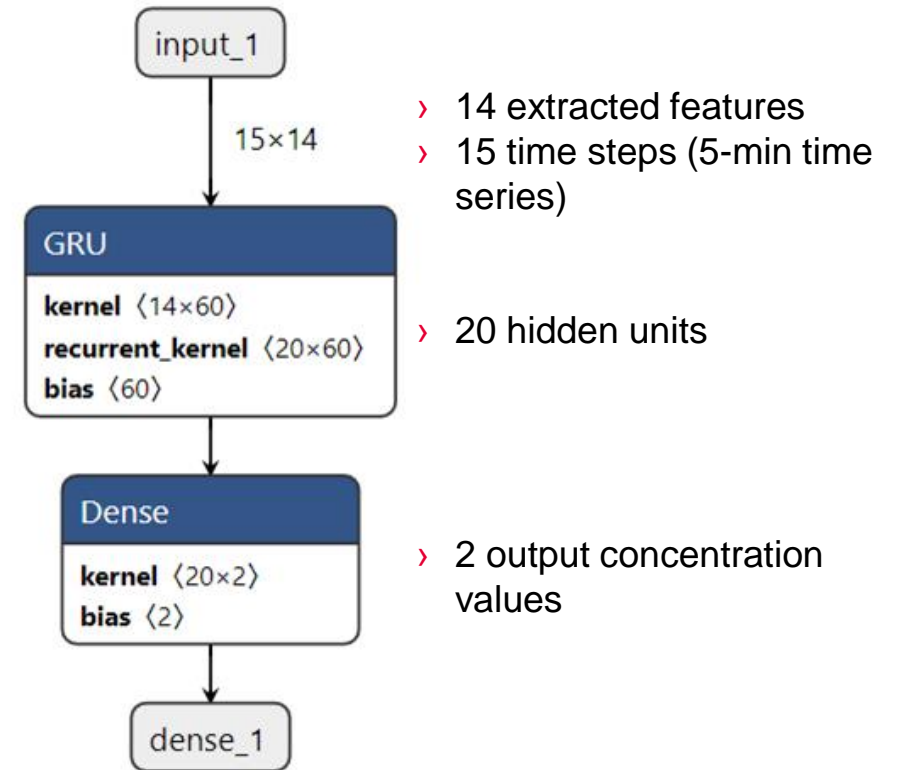 input_1
15×14
› 14 extracted features
› 15 time steps (5-min time
series)
GRU
kernel 〈14×60〉
recurrent_kernel 〈20×60〉
bias 〈60〉
› 20 hidden units
Dense
kernel 〈20×2〉
bias 〈2〉
› 2 output concentration
values
dense_1